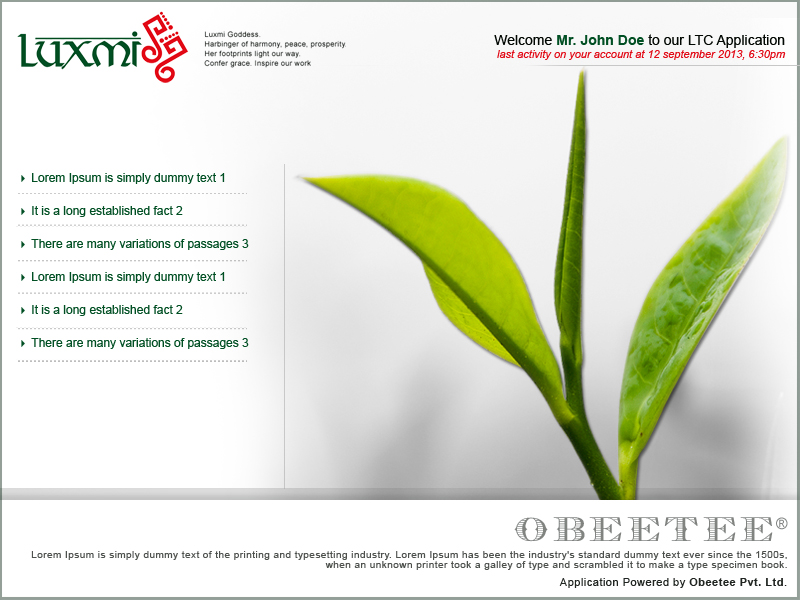 Luxmi
Luxmi Goddess.
Harbinger of harmony, peace, prosperity
Her footprints light our way.
Confer grace. Inspire our work
Welcome Mr. John Doe to our LTC Application
last activity on your account at 12 september 2013, 6:30pm
Lorem Ipsum is simply dummy text 1
It is a long established fact 2
There are many variations of passages 3
Lorem Ipsum is simply dummy text 1
It is a long established fact 2
There are many variations of passages 3
OBEETEE®
Lorem Ipsum is simply dummy text of the printing and typesetting industry. Lorem Ipsum has been the industry's standard dummy text ever since the 1500s,
when an unknown printer took a galley of type and scrambled it to make a type specimen book.
Application Powered by Obeetee Pvt. Ltd.